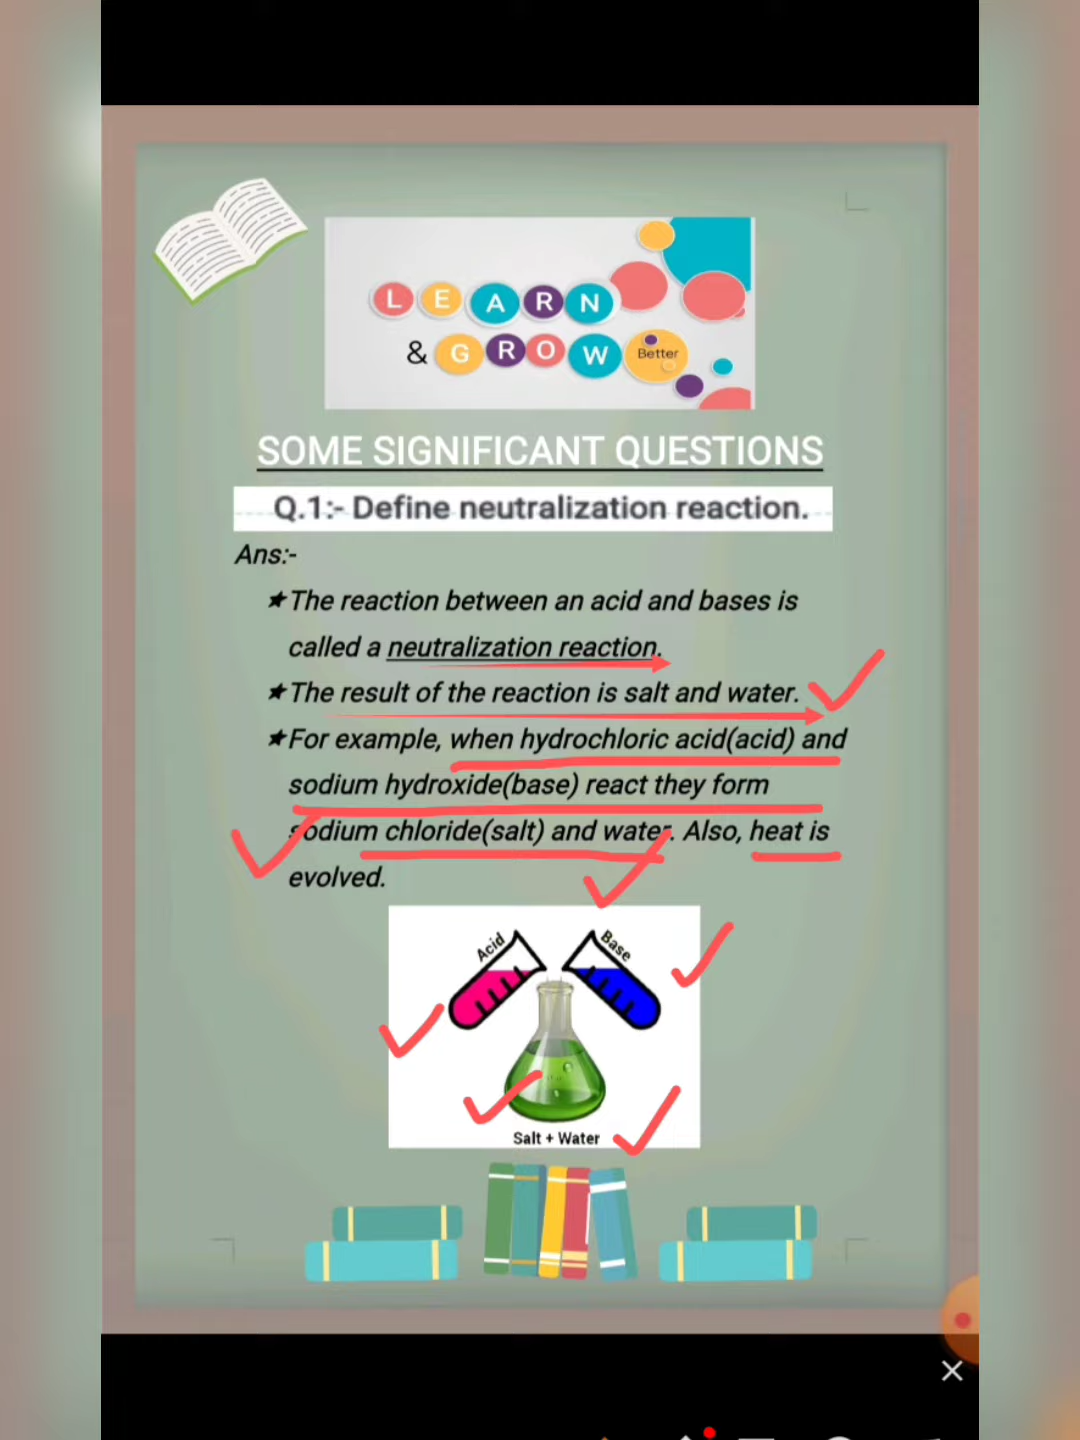 LEARN
& GROW Better
SOME SIGNIFICANT QUESTIONS
Q.1:- Define neutralization reaction.
Ans:-
★The reaction between an acid and bases is
called a neutralization reaction.
★The result of the reaction is salt and water.
★For example, when hydrochloric acid(acid) and
sodium hydroxide(base) react they form
sodium chloride(salt) and water. Also, heat is
evolved.
Acid
Base
Salt + Water